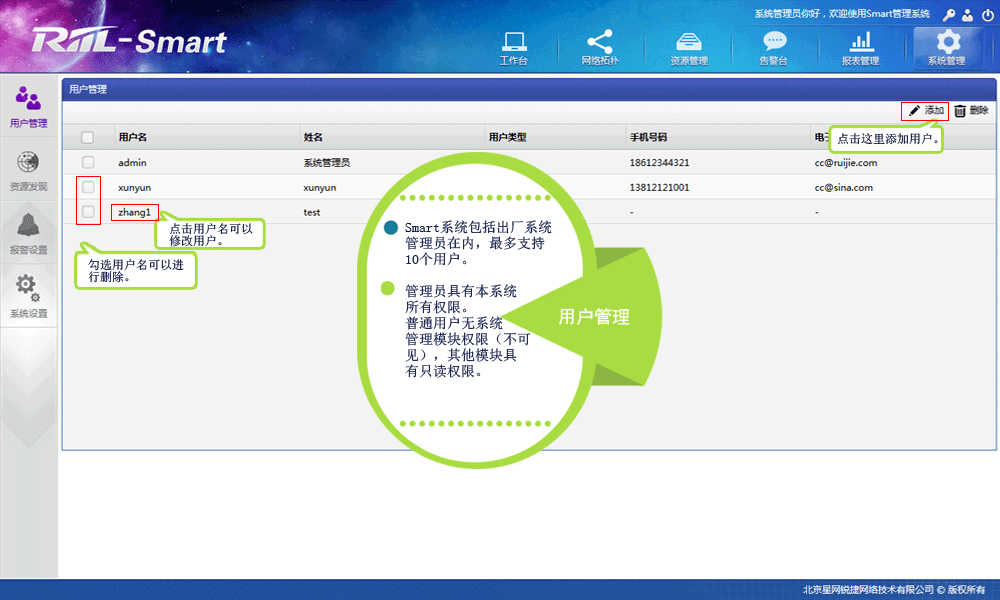 系统管理员你好，欢迎使用Smart管理系统
RIIL-Smart
工作台
网络拓扑
资源管理
告警台
报表管理
系统管理
用户管理
资源发现
报警设置
系统设置
用户管理
添加
删除
用户名
姓名
用户类型
手机号码
电子
点击这里添加用户。
admin
系统管理员
18612344321
cc@ruijie.com
xunyun
xunyun
13812121001
cc@sina.com
zhang1
test
-
-
点击用户名可以
修改用户。
勾选用户名可以进
行删除。
Smart系统包括出厂系统
管理员在内，最多支持
10个用户。
管理员具有本系统
所有权限。
普通用户无系统
管理模块权限（不可
见），其他模块具
有只读权限。
用户管理
北京星网锐捷网络技术有限公司 © 版权所有